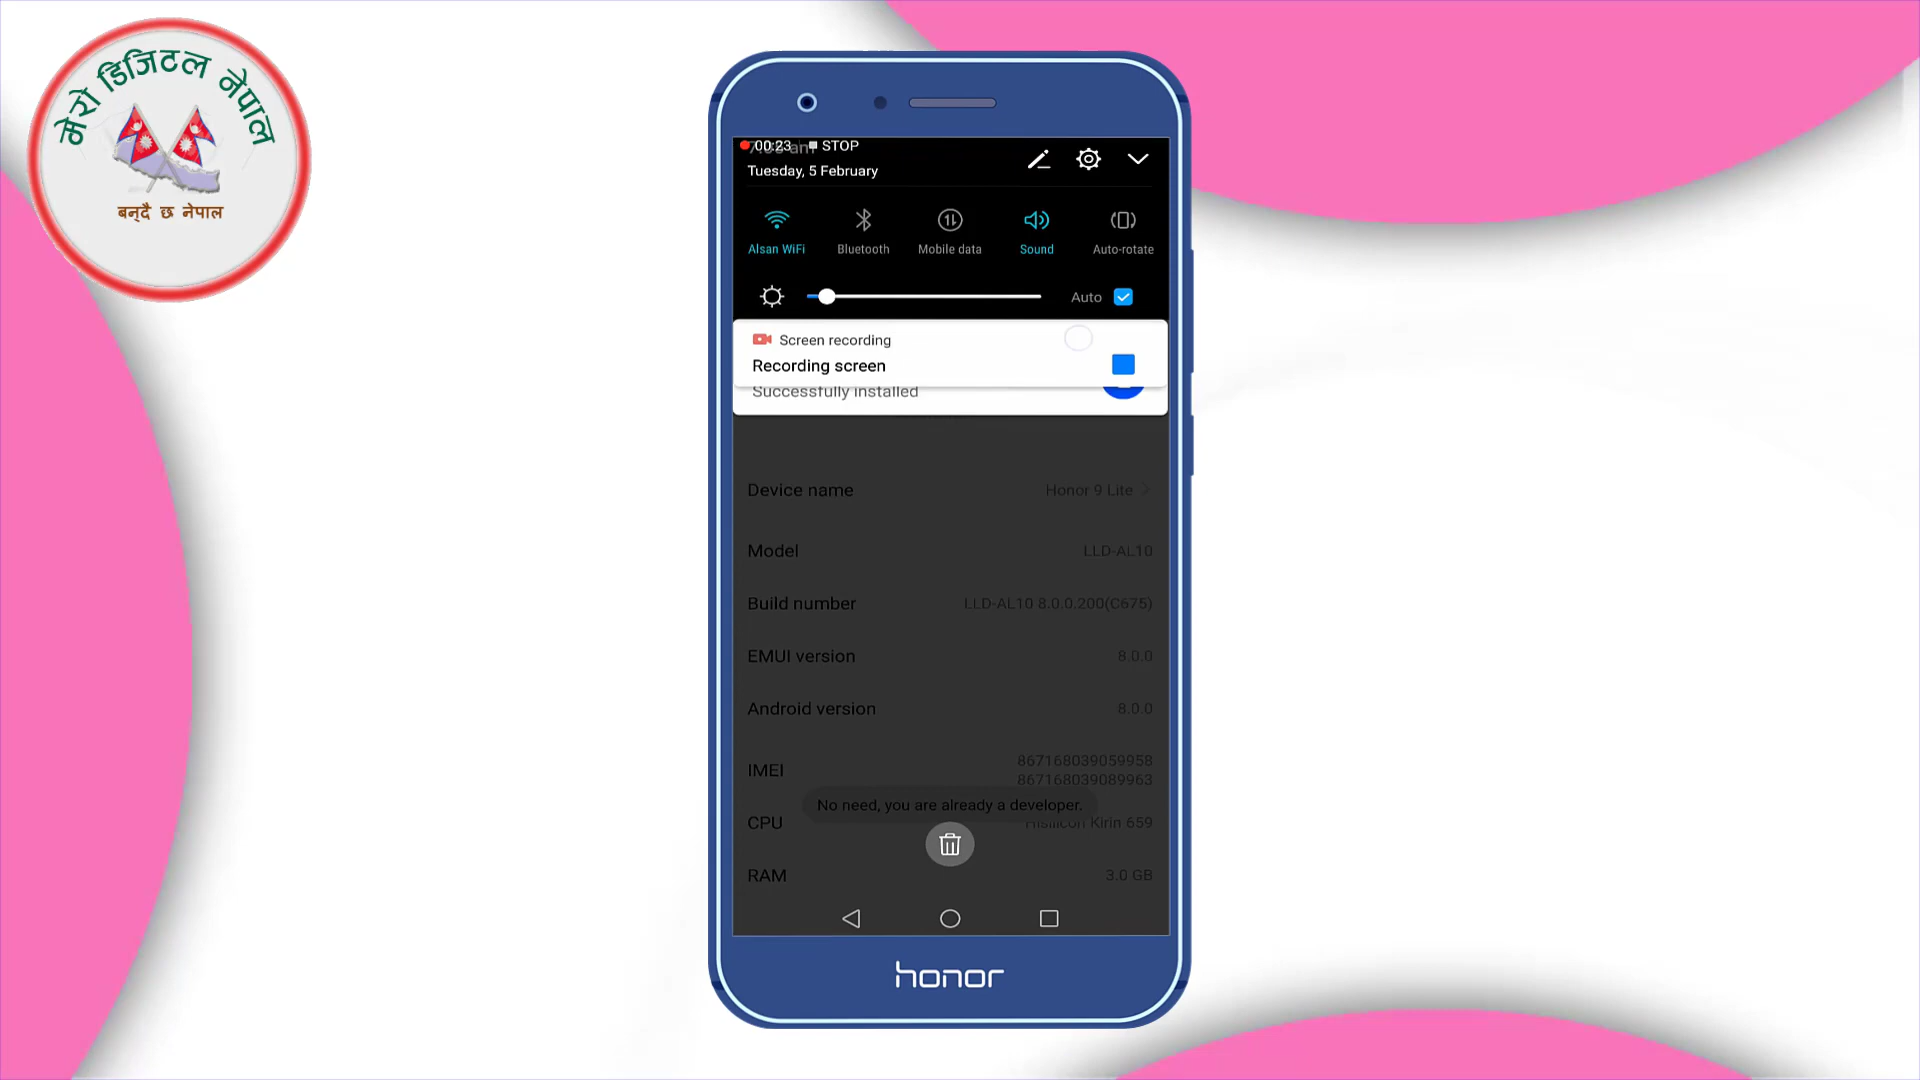 मेरो डिजिटल नेपाल
बन्दै छ नेपाल
00:23 STOP
Tuesday, 5 February
Alsan WiFi
Bluetooth
Mobile data
Sound
Auto-rotate
Auto
Screen recording
Recording screen
Successfully installed
Device name Honor 9 Lite
Model LLD-AL10
Build number LLD-AL10 8.0.0.200(C675)
EMUI version 8.0.0
Android version 8.0.0
IMEI 867168039059958
867168039089963
No need, you are already a developer.
CPU Hisilicon Kirin 659
RAM 3.0 GB
honor